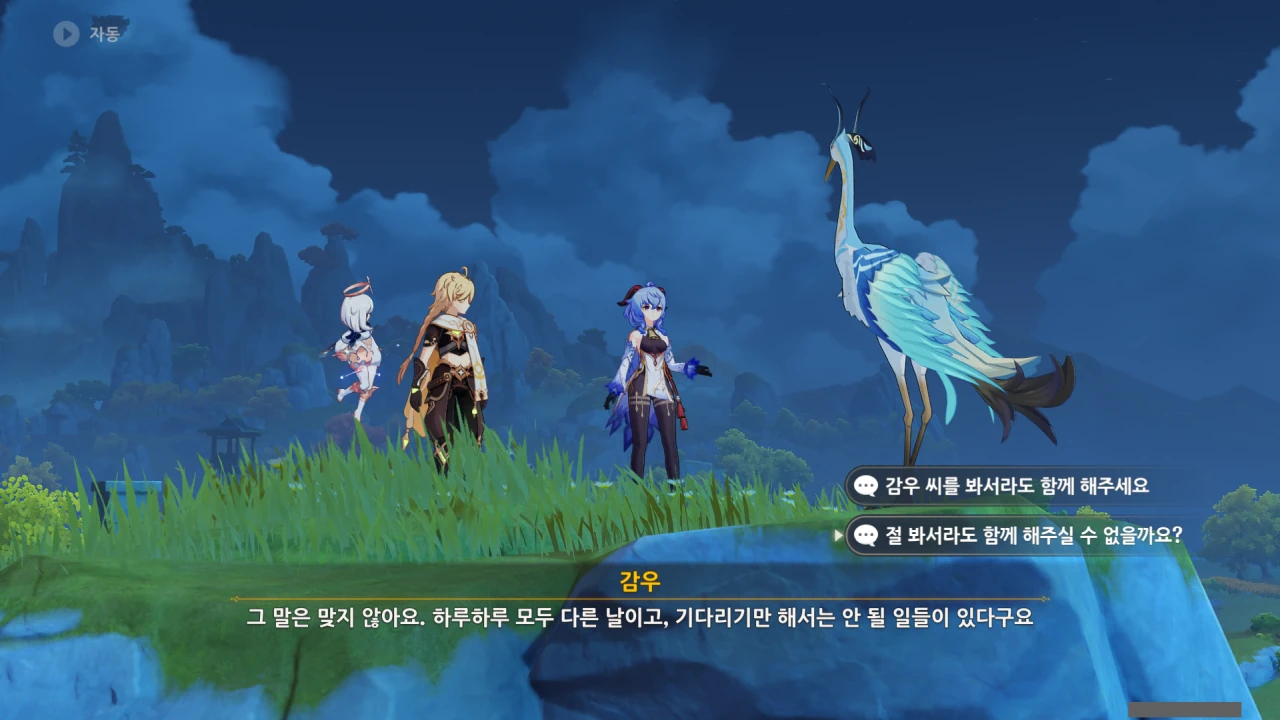 자동
감우 씨를 봐서라도 함께 해주세요
절 봐서라도 함께 해주실 수 없을까요?
감우
그 말은 맞지 않아요. 하루하루 모두 다른 날이고, 기다리기만 해서는 안 될 일들이 있다구요